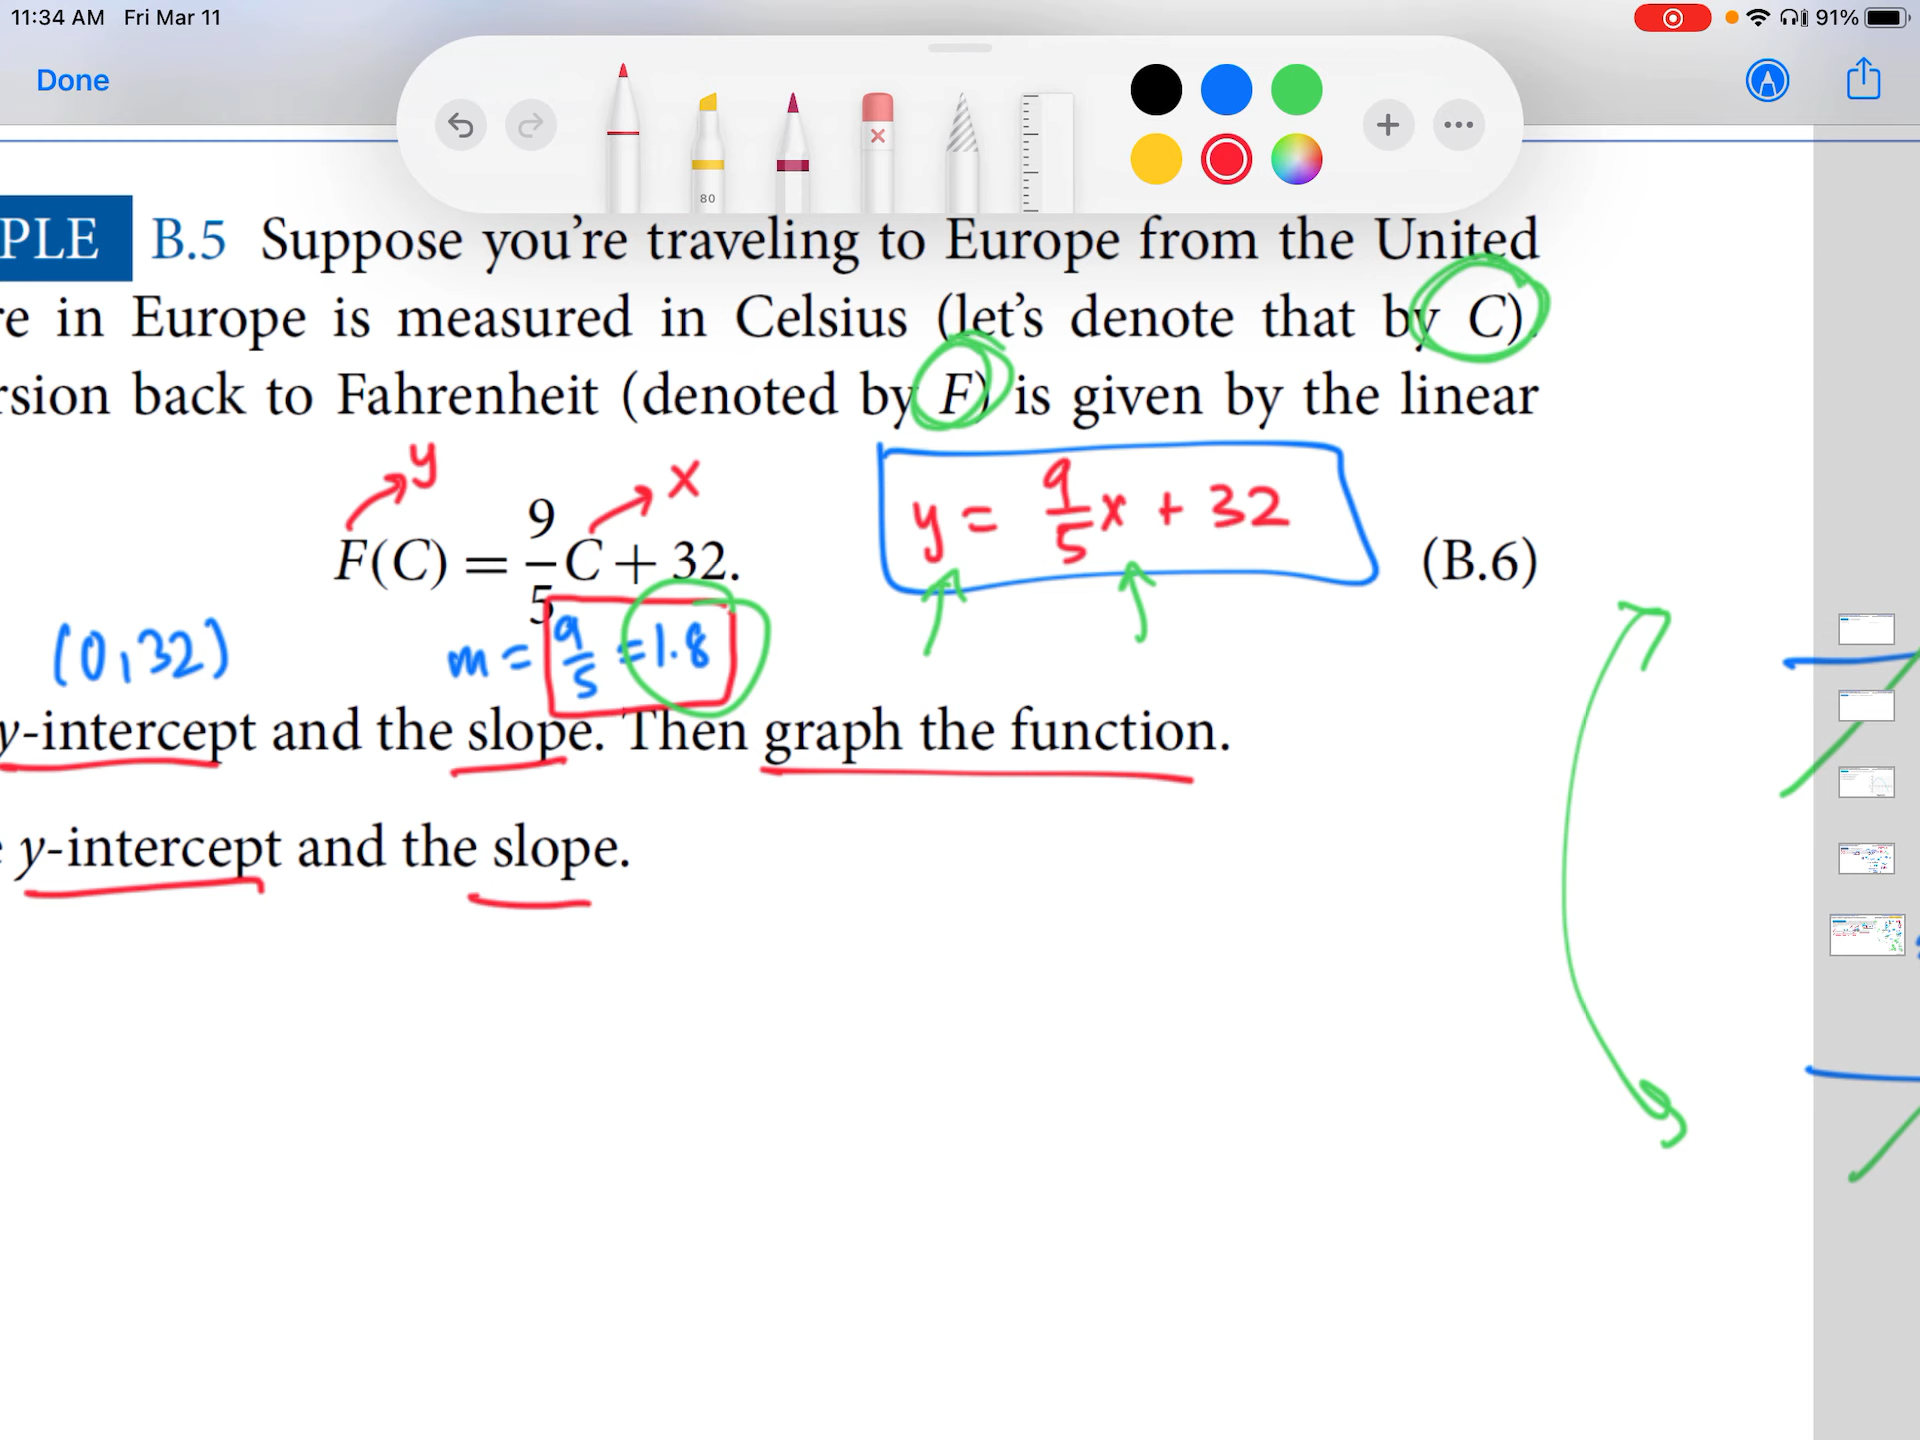 11:34 AM Fri Mar 11
91%
Done
80
PLE B.5 Suppose you're traveling to Europe from the United
re in Europe is measured in Celsius (let's denote that by C).
rsion back to Fahrenheit (denoted by F) is given by the linear
y
x
F(C) = 9/5 C + 32.
y = 9/5 x + 32
(B.6)
(0,32)
m = 9/5 = 1.8
y-intercept and the slope. Then graph the function.
e y-intercept and the slope.